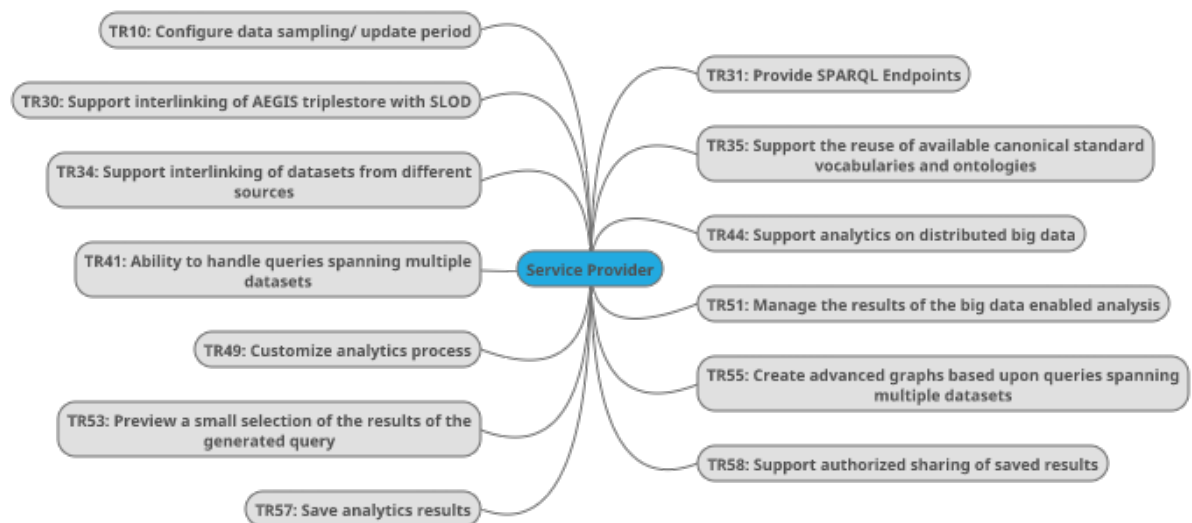 TR10: Configure data sampling/ update period
TR30: Support interlinking of AEGIS triplestore with SLOD
TR34: Support interlinking of datasets from different
sources
TR41: Ability to handle queries spanning multiple
datasets
TR49: Customize analytics process
TR53: Preview a small selection of the results of the
generated query
TR57: Save analytics results
Service Provider
TR31: Provide SPARQL Endpoints
TR35: Support the reuse of available canonical standard
vocabularies and ontologies
TR44: Support analytics on distributed big data
TR51: Manage the results of the big data enabled analysis
TR55: Create advanced graphs based upon queries spanning
multiple datasets
TR58: Support authorized sharing of saved results